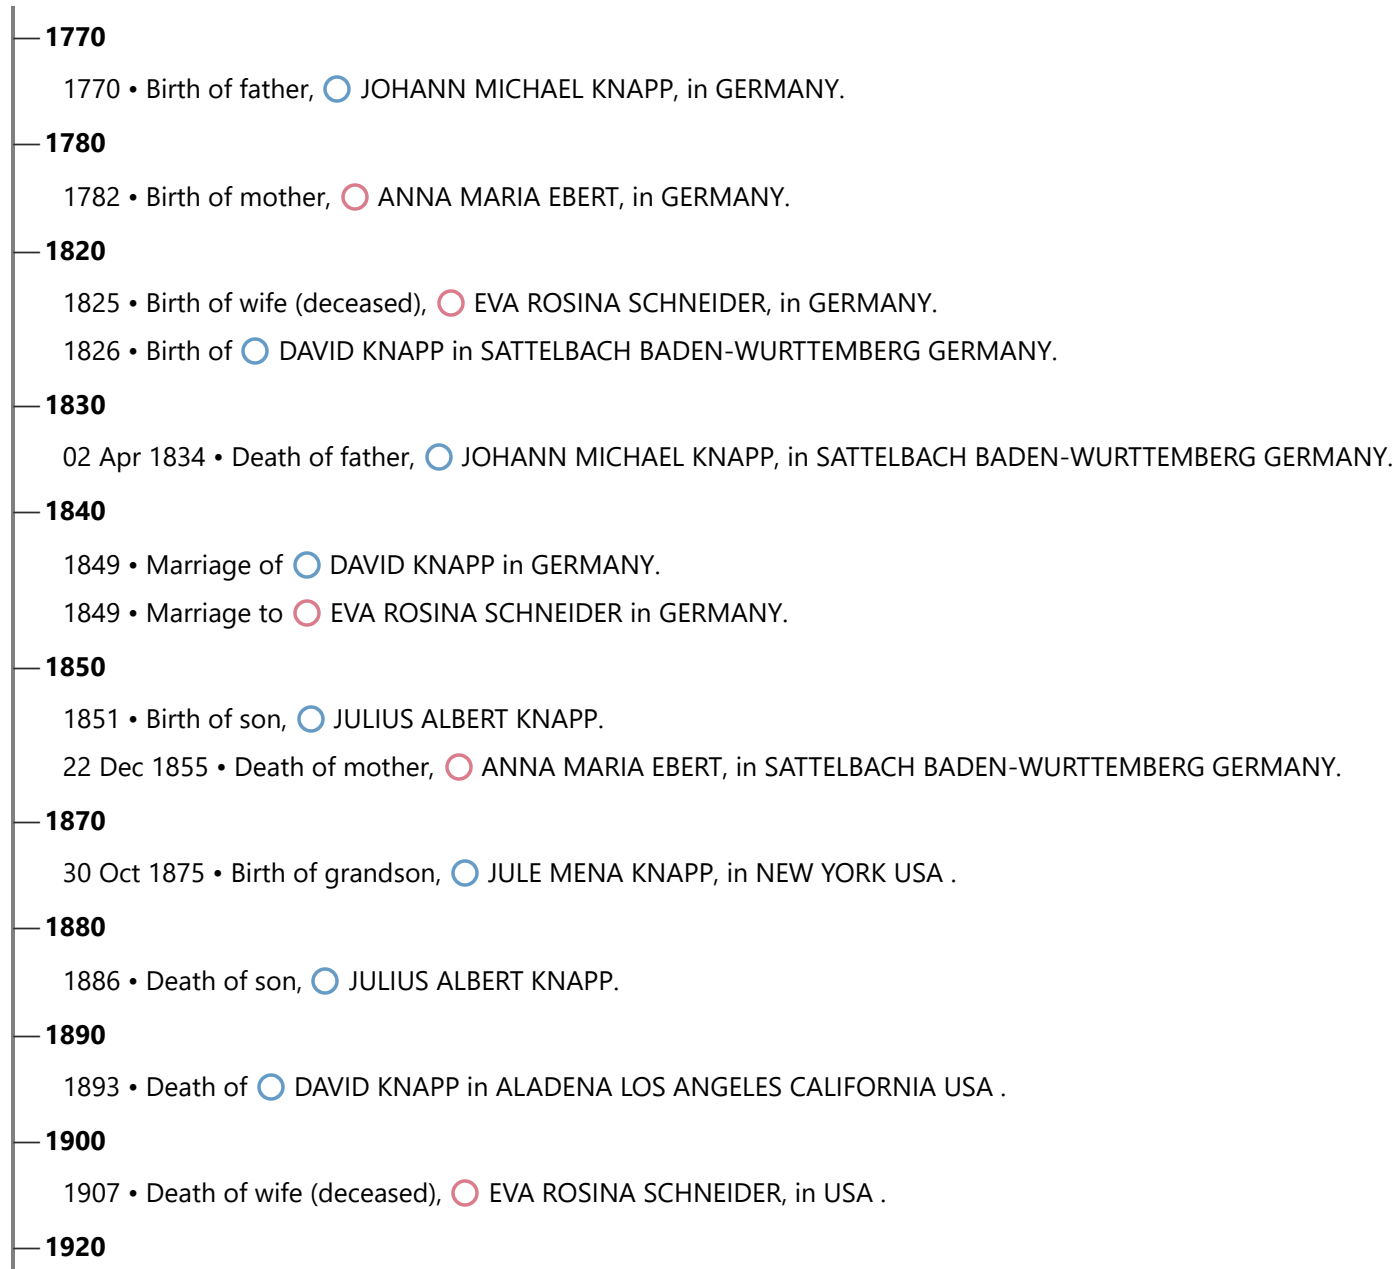 1770
1770 • Birth of father, JOHANN MICHAEL KNAPP, in GERMANY.
1780
1782 • Birth of mother, ANNA MARIA EBERT, in GERMANY.
1820
1825 • Birth of wife (deceased), EVA ROSINA SCHNEIDER, in GERMANY.
1826 • Birth of DAVID KNAPP in SATTELBACH BADEN-WURTTEMBERG GERMANY.
1830
02 Apr 1834 • Death of father, JOHANN MICHAEL KNAPP, in SATTELBACH BADEN-WURTTEMBERG GERMANY.
1840
1849 • Marriage of DAVID KNAPP in GERMANY.
1849 • Marriage to EVA ROSINA SCHNEIDER in GERMANY.
1850
1851 • Birth of son, JULIUS ALBERT KNAPP.
22 Dec 1855 • Death of mother, ANNA MARIA EBERT, in SATTELBACH BADEN-WURTTEMBERG GERMANY.
1870
30 Oct 1875 • Birth of grandson, JULE MENA KNAPP, in NEW YORK USA .
1880
1886 • Death of son, JULIUS ALBERT KNAPP.
1890
1893 • Death of DAVID KNAPP in ALADENA LOS ANGELES CALIFORNIA USA .
1900
1907 • Death of wife (deceased), EVA ROSINA SCHNEIDER, in USA .
1920